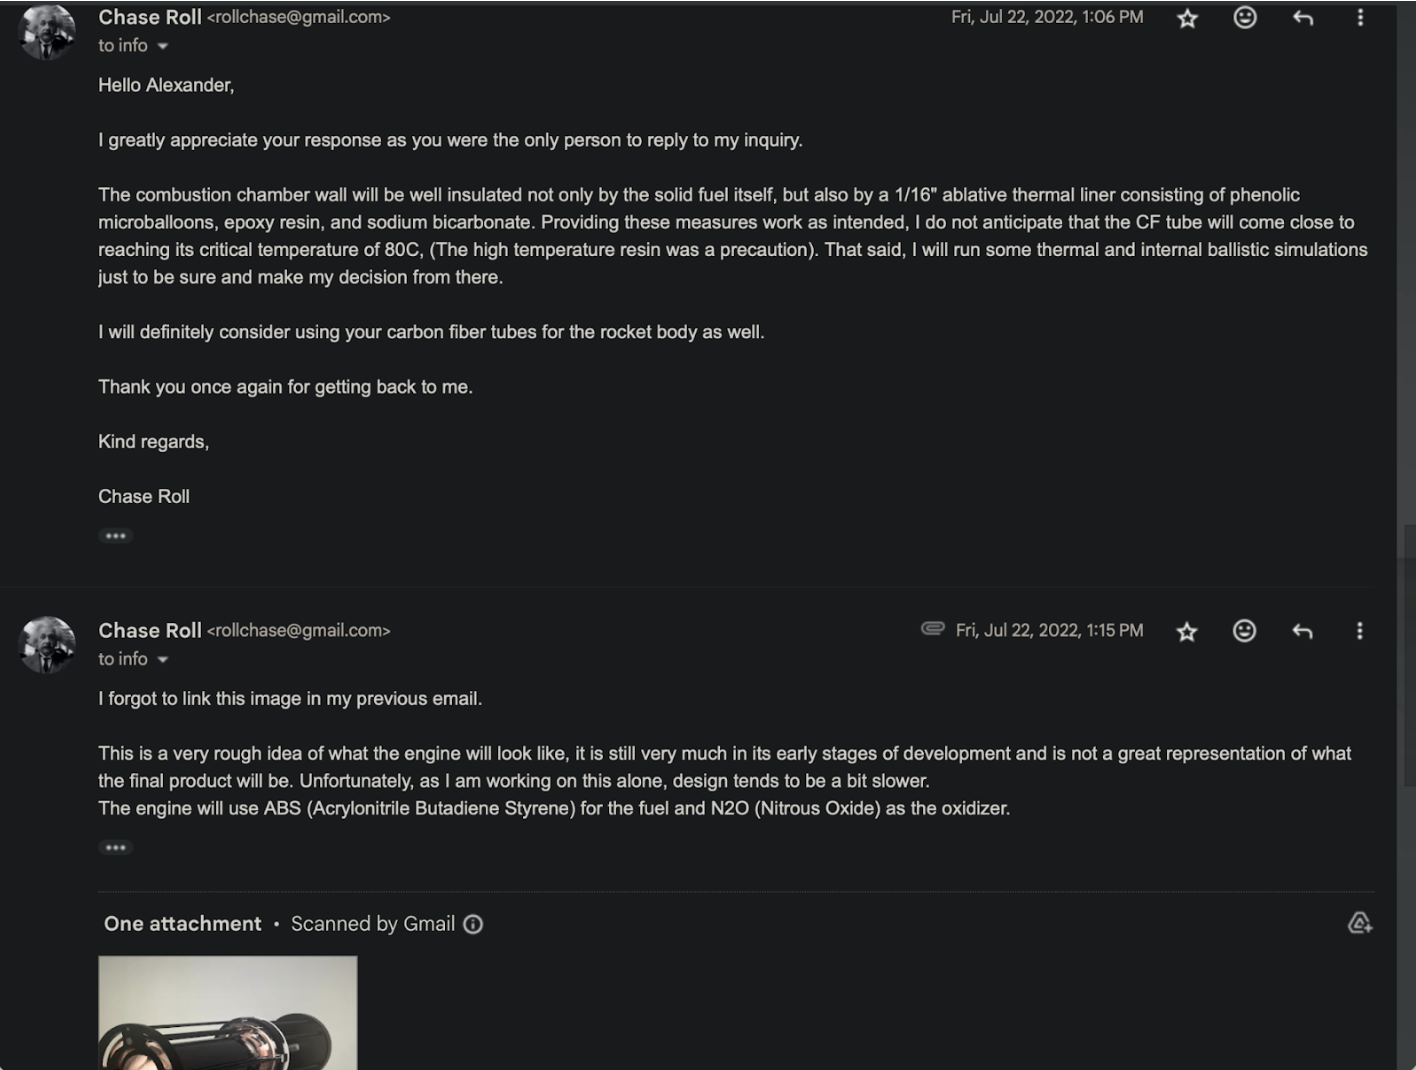 Chase Roll <rollchase@gmail.com>
Fri, Jul 22, 2022, 1:06 PM
to info
Hello Alexander,
I greatly appreciate your response as you were the only person to reply to my inquiry.
The combustion chamber wall will be well insulated not only by the solid fuel itself, but also by a 1/16" ablative thermal liner consisting of phenolic
microballoons, epoxy resin, and sodium bicarbonate. Providing these measures work as intended, I do not anticipate that the CF tube will come close to
reaching its critical temperature of 80C, (The high temperature resin was a precaution). That said, I will run some thermal and internal ballistic simulations
just to be sure and make my decision from there.
I will definitely consider using your carbon fiber tubes for the rocket body as well.
Thank you once again for getting back to me.
Kind regards,
Chase Roll
Chase Roll <rollchase@gmail.com>
Fri, Jul 22, 2022, 1:15 PM
to info
I forgot to link this image in my previous email.
This is a very rough idea of what the engine will look like, it is still very much in its early stages of development and is not a great representation of what
the final product will be. Unfortunately, as I am working on this alone, design tends to be a bit slower.
The engine will use ABS (Acrylonitrile Butadiene Styrene) for the fuel and N2O (Nitrous Oxide) as the oxidizer.
One attachment • Scanned by Gmail